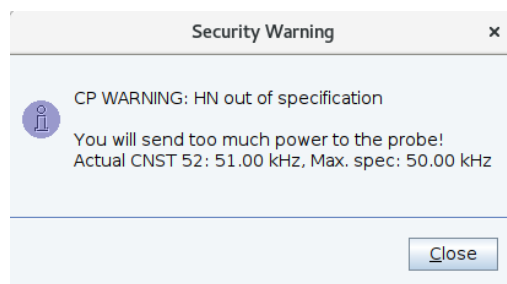 Security Warning ×
CP WARNING: HN out of specification
You will send too much power to the probe!
Actual CNST 52: 51.00 kHz, Max. spec: 50.00 kHz
Close